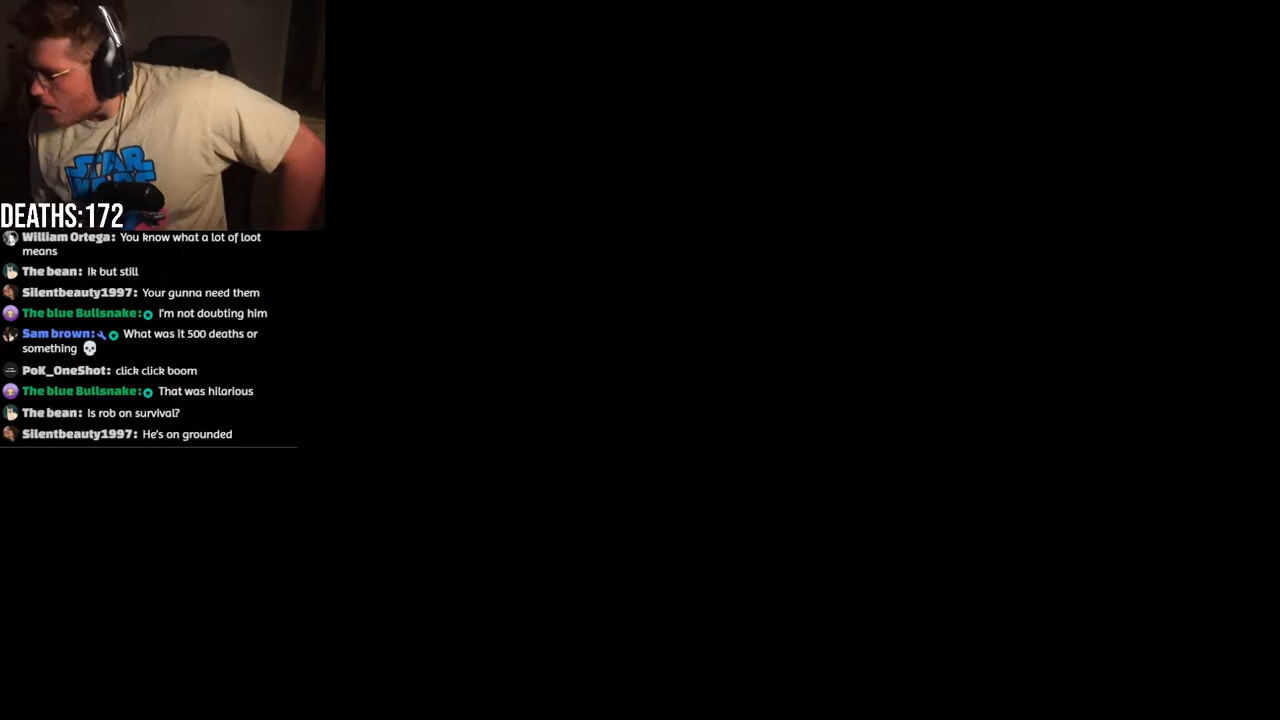 STAR
WARS
DEATHS:172
William Ortega: You know what a lot of loot
means
The bean: Ik but still
Silentbeauty1997: Your gunna need them
The blue Bullsnake: I'm not doubting him
Sam brown: What was it 500 deaths or
something 💀
PoK_OneShot: click click boom
The blue Bullsnake: That was hilarious
The bean: Is rob on survival?
Silentbeauty1997: He's on grounded